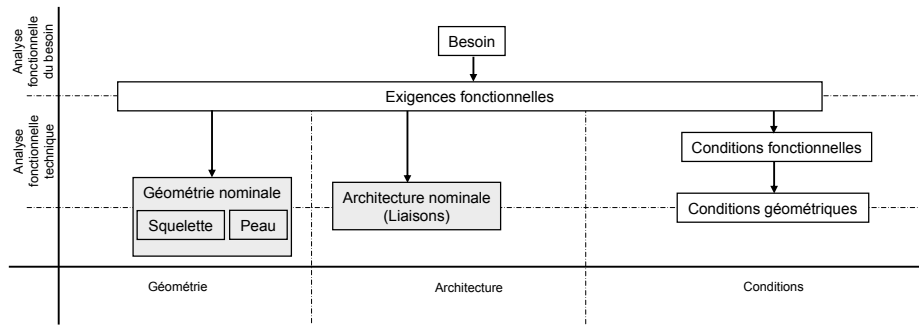 Analyse
fonctionnelle
du besoin
Besoin
Exigences fonctionnelles
Analyse
fonctionnelle
technique
Conditions fonctionnelles
Géométrie nominale
Squelette
Peau
Architecture nominale
(Liaisons)
Conditions géométriques
Géométrie
Architecture
Conditions